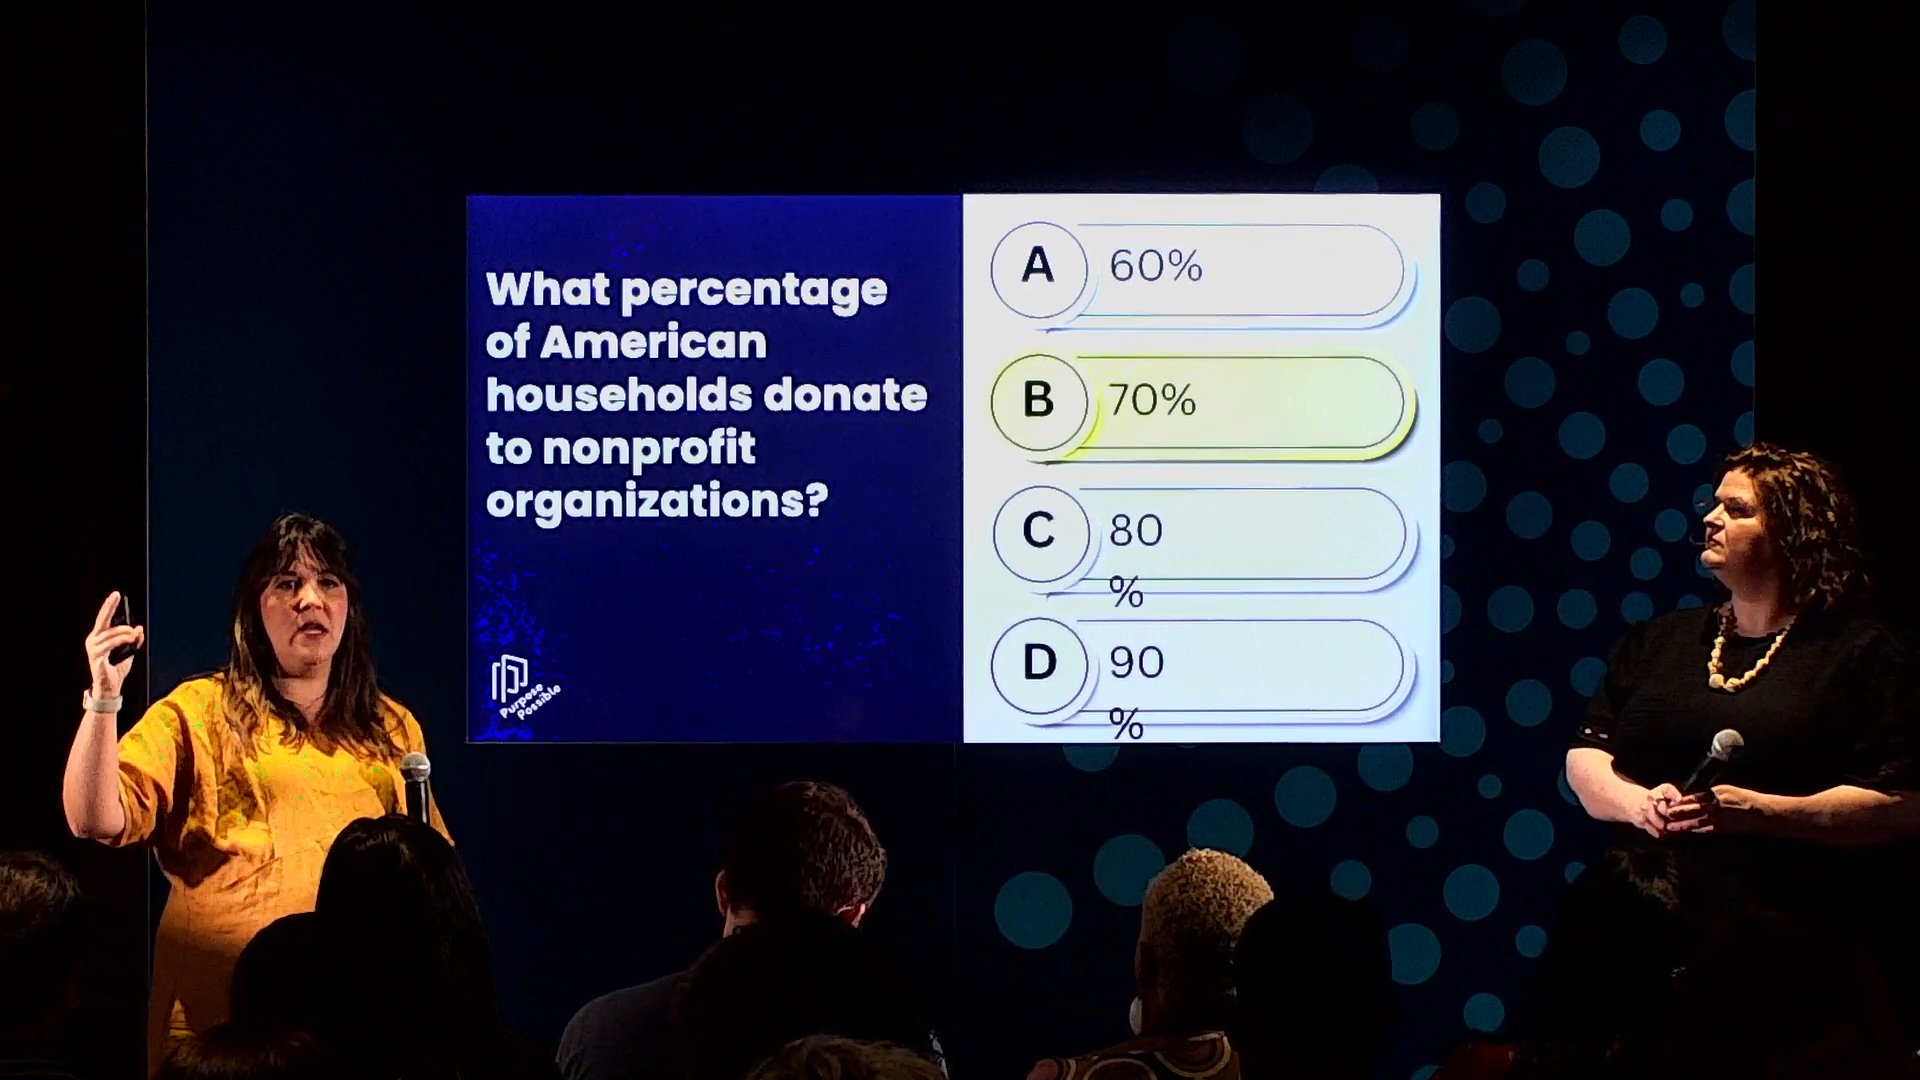 What percentage
of American
households donate
to nonprofit
organizations?
Purpose
Possible
A
60%
B
70%
C
80
%
D
90
%